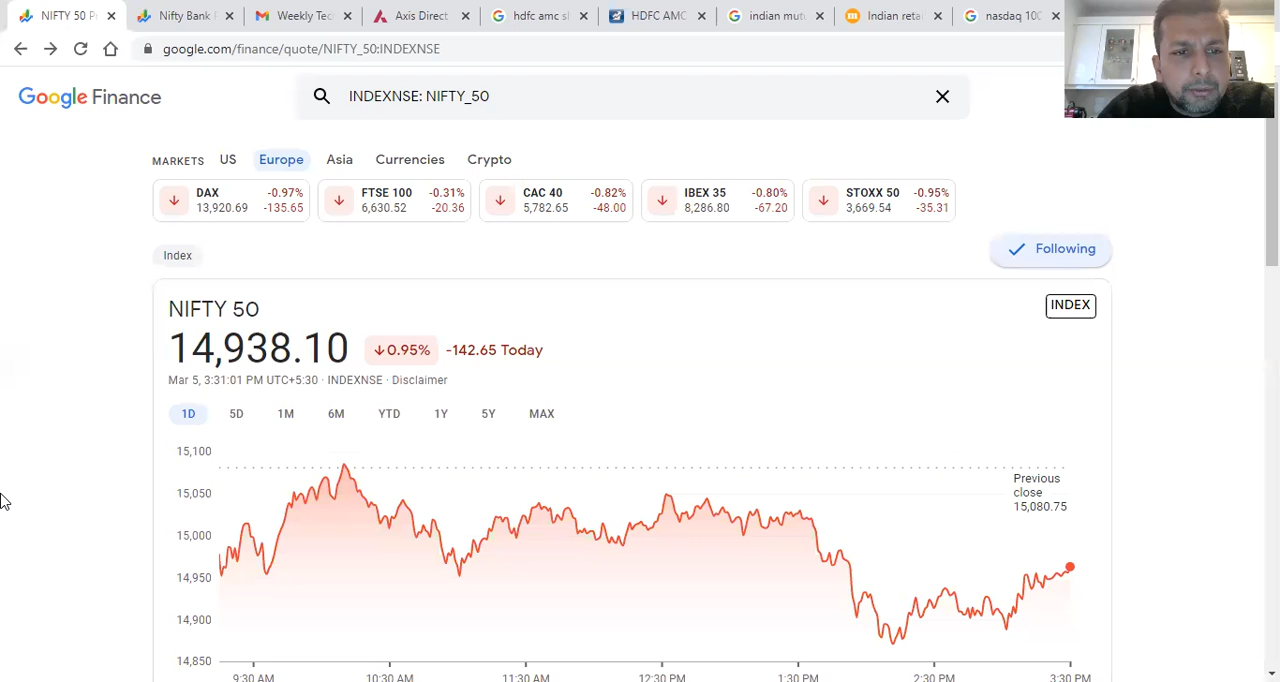 NIFTY 50 P
Nifty Bank
Weekly Tec
Axis Direct
hdfc amc s
HDFC AMC
indian mut
Indian reta
nasdaq 100
google.com/finance/quote/NIFTY_50:INDEXNSE
Google Finance
INDEXNSE: NIFTY_50
MARKETS US Europe Asia Currencies Crypto
DAX -0.97%
13,920.69 -135.65
FTSE 100 -0.31%
6,630.52 -20.36
CAC 40 -0.82%
5,782.65 -48.00
IBEX 35 -0.80%
8,286.80 -67.20
STOXX 50 -0.95%
3,669.54 -35.31
Index
Following
NIFTY 50
INDEX
14,938.10 0.95% -142.65 Today
Mar 5, 3:31:01 PM UTC+5:30 · INDEXNSE · Disclaimer
1D 5D 1M 6M YTD 1Y 5Y MAX
15,100
15,050
15,000
14,950
14,900
14,850
Previous
close
15,080.75
9:30 AM 10:30 AM 11:30 AM 12:30 PM 1:30 PM 2:30 PM 3:30 PM